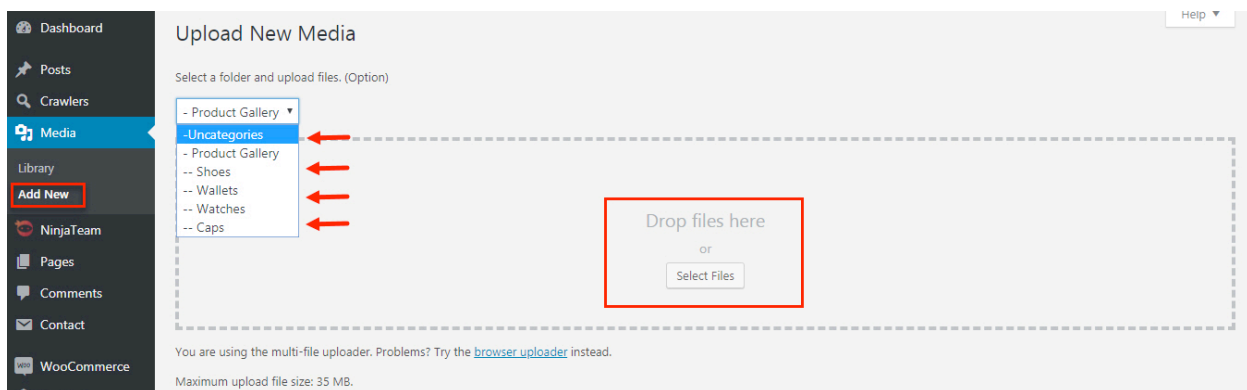 Dashboard
Posts
Crawlers
Media
Library
Add New
NinjaTeam
Pages
Comments
Contact
WOO WooCommerce
Help ▼
Upload New Media
Select a folder and upload files. (Option)
- Product Gallery ▼
-Uncategories
- Product Gallery
-- Shoes
-- Wallets
-- Watches
-- Caps
Drop files here
or
Select Files
You are using the multi-file uploader. Problems? Try the browser uploader instead.
Maximum upload file size: 35 MB.